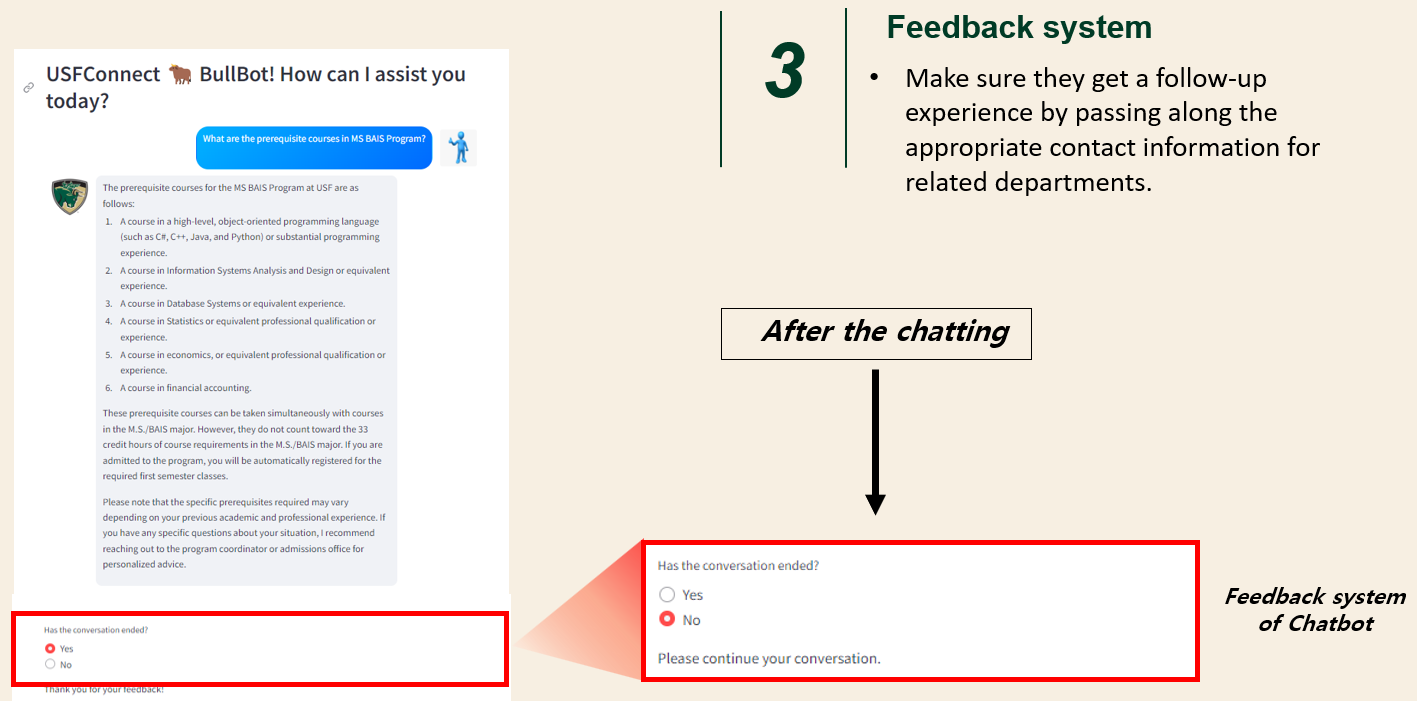 3
Feedback system
• Make sure they get a follow-up
experience by passing along the
appropriate contact information for
related departments.
USFConnect BullBot! How can I assist you
today?
What are the prerequisite courses in MS BAIS Program?
The prerequisite courses for the MS BAIS Program at USF are as
follows:
1. A course in a high-level, object-oriented programming language
(such as C#, C++, Java, and Python) or substantial programming
experience.
2. A course in Information Systems Analysis and Design or equivalent
experience.
3. A course in Database Systems or equivalent experience.
4. A course in Statistics or equivalent professional qualification or
experience.
5. A course in economics, or equivalent professional qualification or
experience.
6. A course in financial accounting.
These prerequisite courses can be taken simultaneously with courses
in the M.S./BAIS major. However, they do not count toward the 33
credit hours of course requirements in the M.S./BAIS major. If you are
admitted to the program, you will be automatically registered for the
required first semester classes.
Please note that the specific prerequisites required may vary
depending on your previous academic and professional experience. If
you have any specific questions about your situation, I recommend
reaching out to the program coordinator or admissions office for
personalized advice.
Has the conversation ended?
Yes
No
Thank you for your feedback!
After the chatting
Has the conversation ended?
Yes
No
Please continue your conversation.
Feedback system
of Chatbot